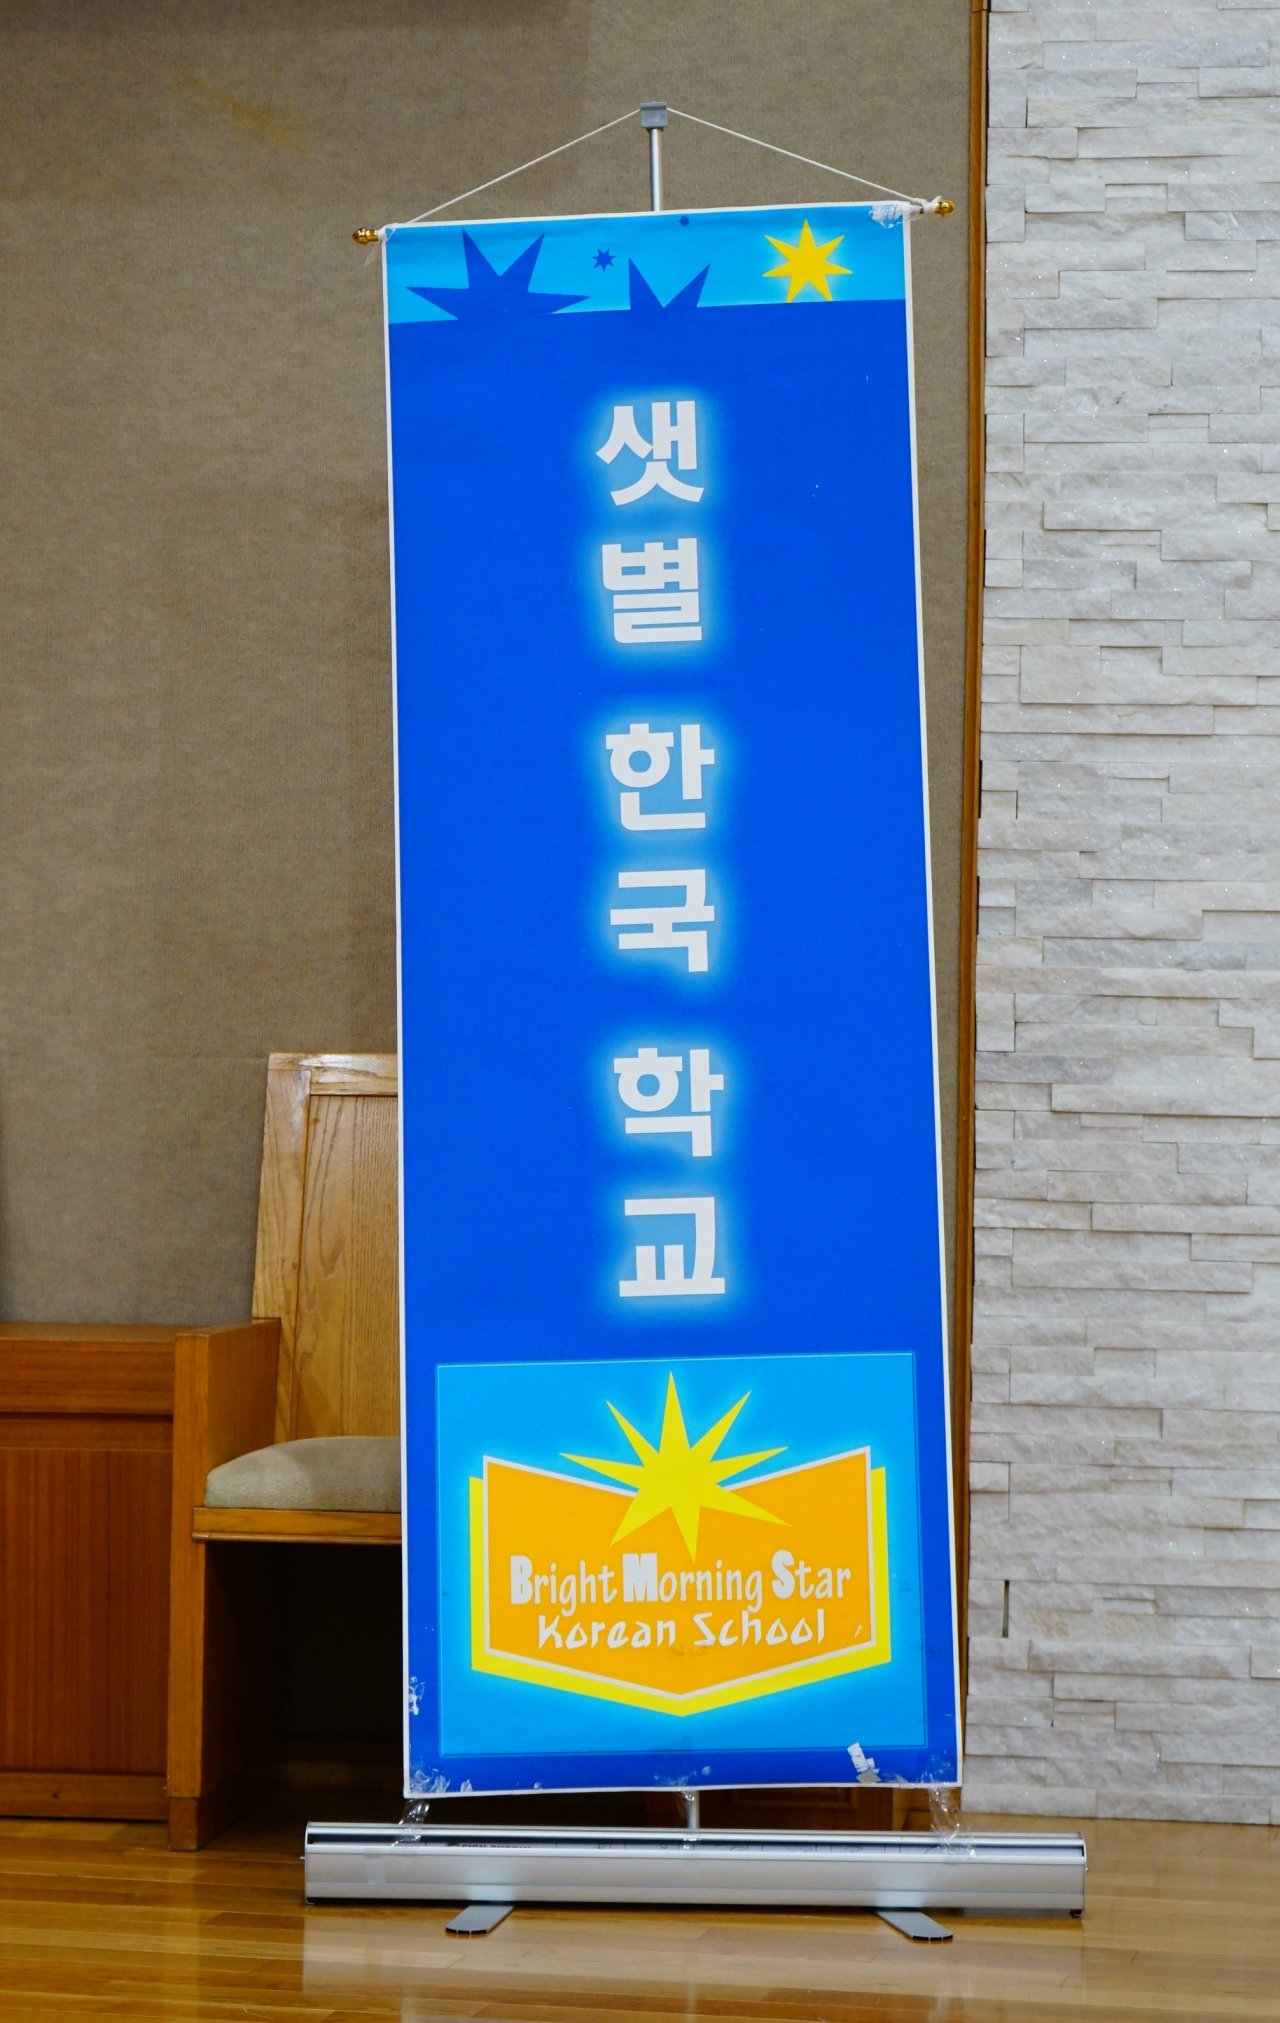 샛별 한국 학교
Bright Morning Star
Korean School